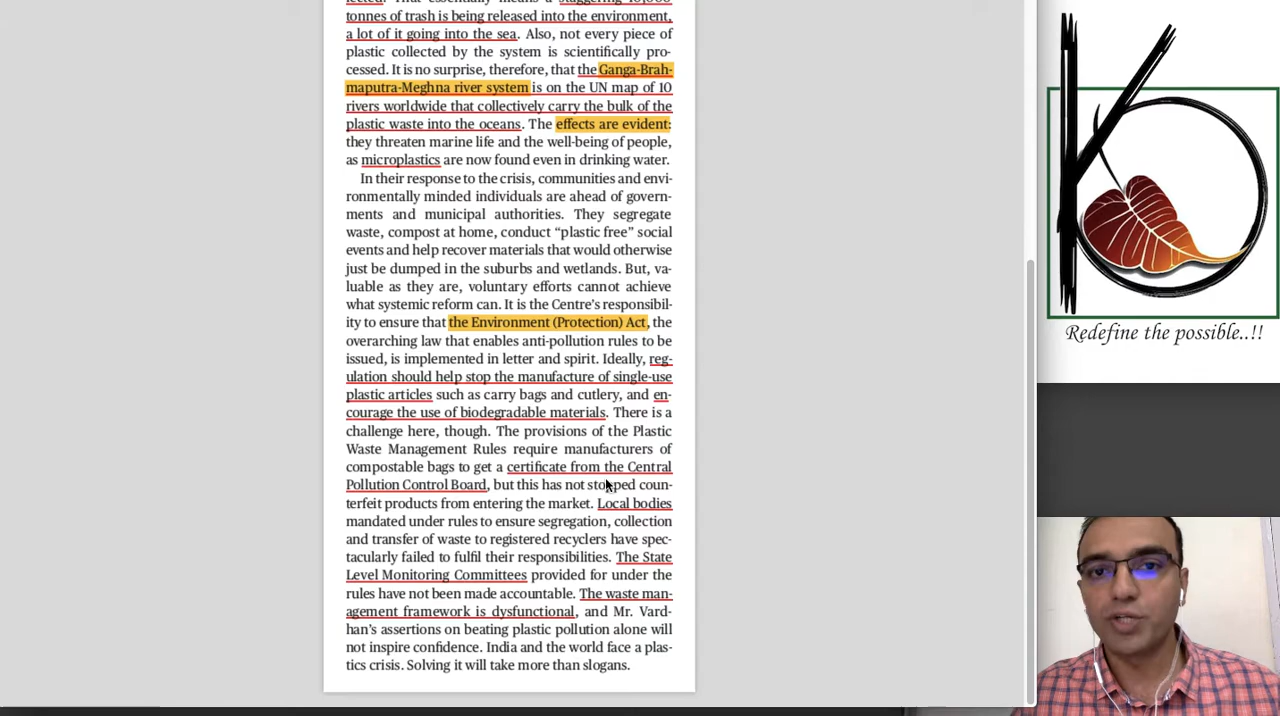 lected. That essentially means a staggering 10,000
tonnes of trash is being released into the environment,
a lot of it going into the sea. Also, not every piece of
plastic collected by the system is scientifically pro-
cessed. It is no surprise, therefore, that the Ganga-Brah-
maputra-Meghna river system is on the UN map of 10
rivers worldwide that collectively carry the bulk of the
plastic waste into the oceans. The effects are evident:
they threaten marine life and the well-being of people,
as microplastics are now found even in drinking water.
In their response to the crisis, communities and envi-
ronmentally minded individuals are ahead of govern-
ments and municipal authorities. They segregate
waste, compost at home, conduct “plastic free” social
events and help recover materials that would otherwise
just be dumped in the suburbs and wetlands. But, va-
luable as they are, voluntary efforts cannot achieve
what systemic reform can. It is the Centre’s responsibil-
ity to ensure that the Environment (Protection) Act, the
overarching law that enables anti-pollution rules to be
issued, is implemented in letter and spirit. Ideally, reg-
ulation should help stop the manufacture of single-use
plastic articles such as carry bags and cutlery, and en-
courage the use of biodegradable materials. There is a
challenge here, though. The provisions of the Plastic
Waste Management Rules require manufacturers of
compostable bags to get a certificate from the Central
Pollution Control Board, but this has not stopped coun-
terfeit products from entering the market. Local bodies
mandated under rules to ensure segregation, collection
and transfer of waste to registered recyclers have spec-
tacularly failed to fulfil their responsibilities. The State
Level Monitoring Committees provided for under the
rules have not been made accountable. The waste man-
agement framework is dysfunctional, and Mr. Vard-
han’s assertions on beating plastic pollution alone will
not inspire confidence. India and the world face a plas-
tics crisis. Solving it will take more than slogans.
Redefine the possible..!!